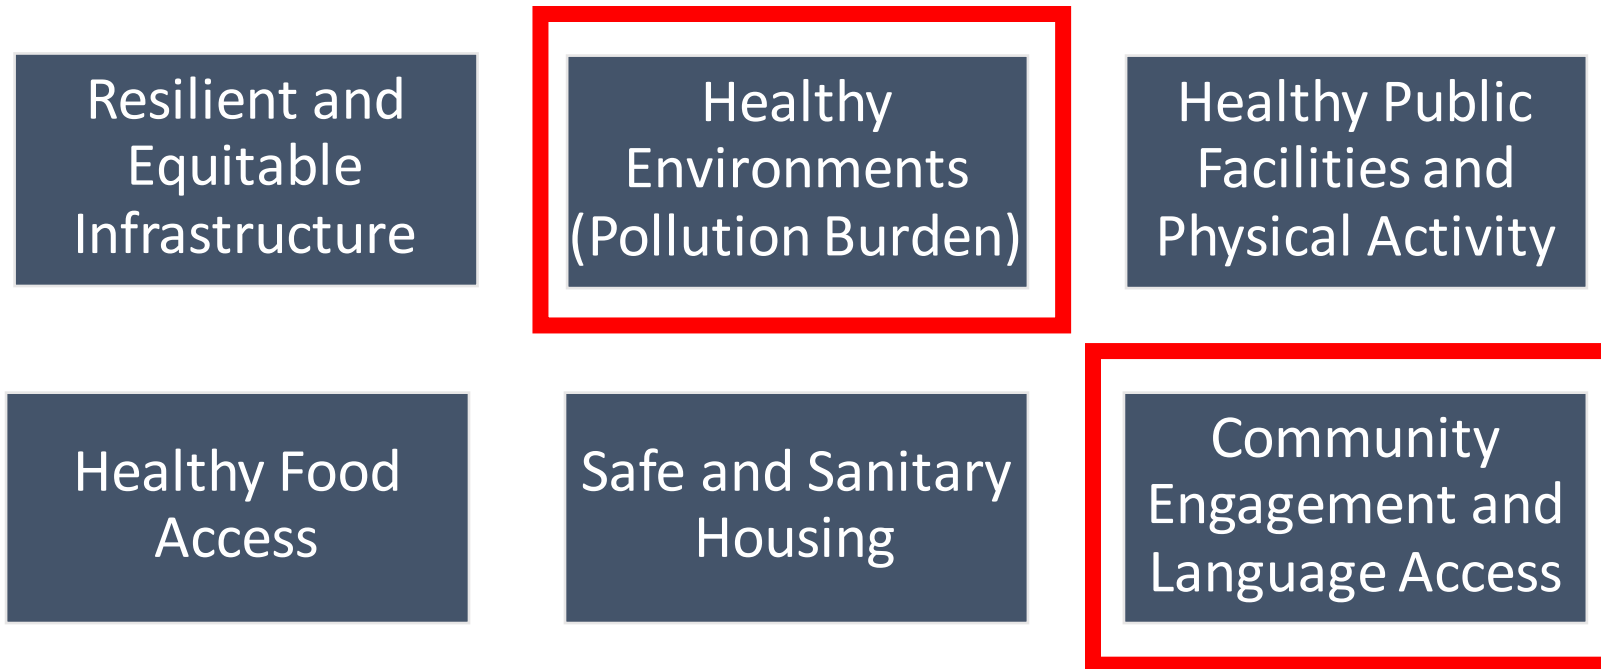 Resilient and
Equitable
Infrastructure
Healthy
Environments
(Pollution Burden)
Healthy Public
Facilities and
Physical Activity
Healthy Food
Access
Safe and Sanitary
Housing
Community
Engagement and
Language Access